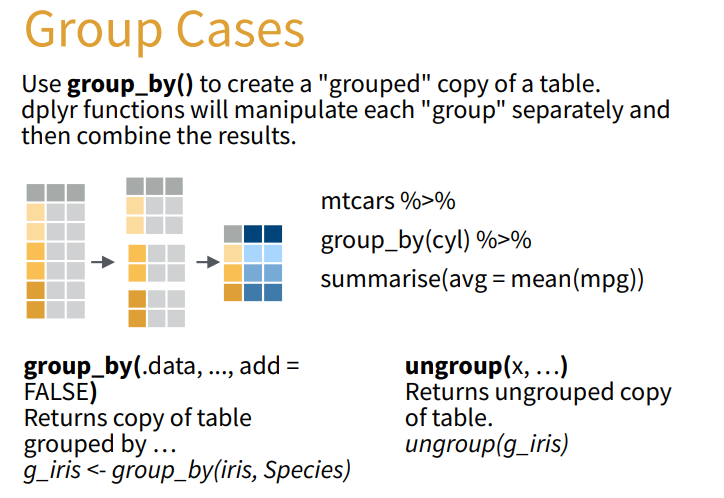 Group Cases
Use group_by() to create a "grouped" copy of a table.
dplyr functions will manipulate each "group" separately and
then combine the results.
mtcars %>%
group_by(cyl) %>%
summarise(avg = mean(mpg))
group_by(.data, ..., add =
FALSE)
Returns copy of table
grouped by …
g_iris <- group_by(iris, Species)
ungroup(x, …)
Returns ungrouped copy
of table.
ungroup(g_iris)